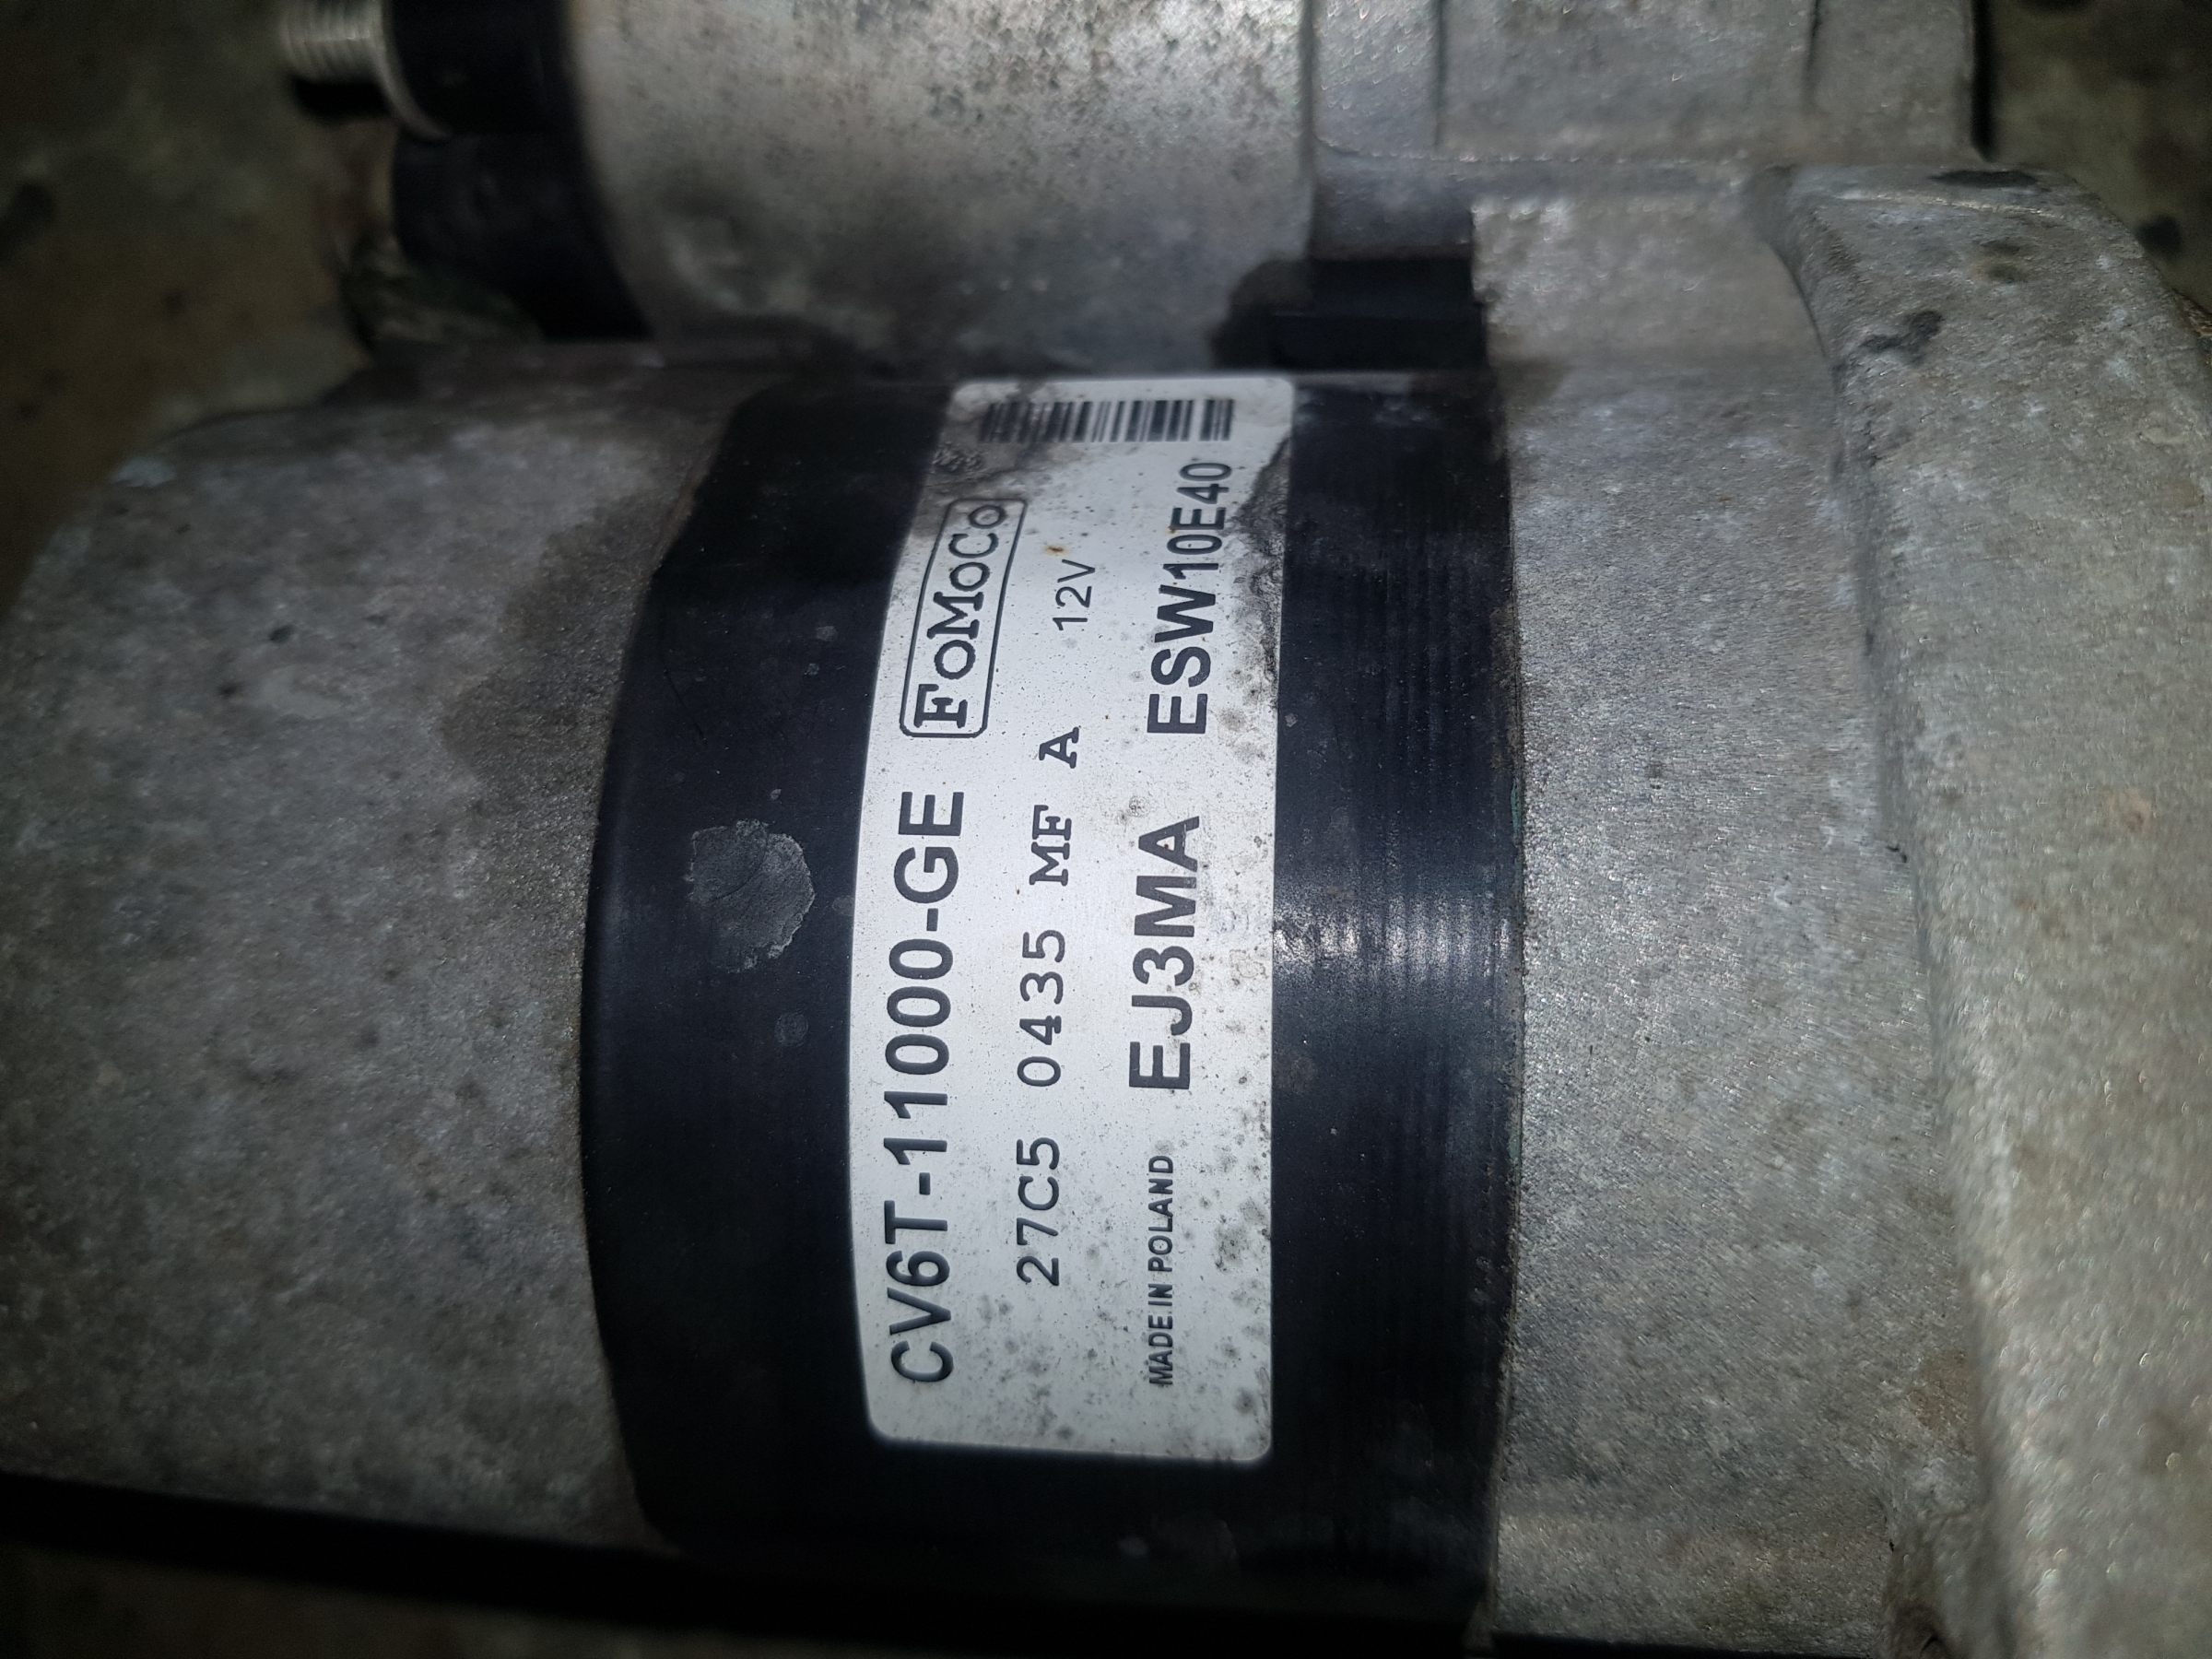 CV6T-11000-GE FoMoCo
27C5 0435 MF A 12V
MADE IN POLAND EJ3MA ESW10E40